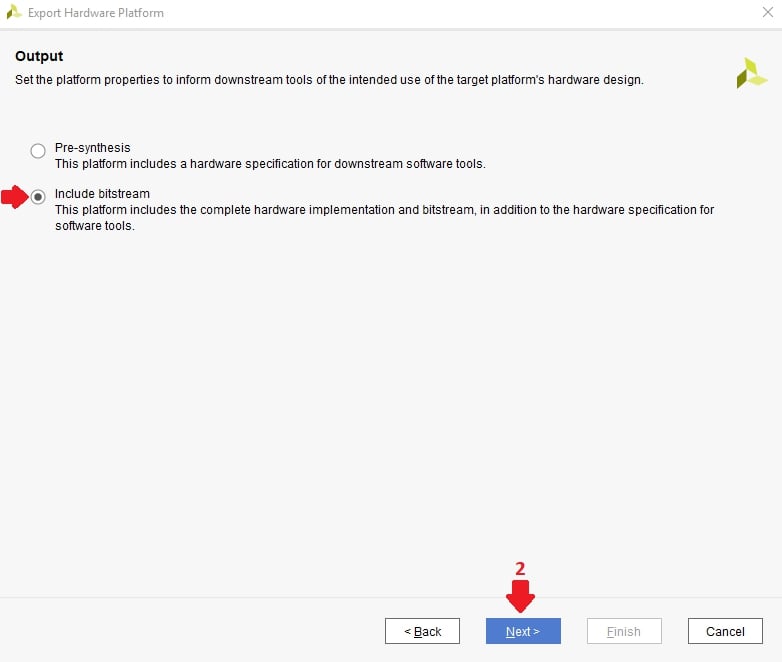 Export Hardware Platform
Output
Set the platform properties to inform downstream tools of the intended use of the target platform's hardware design.
Pre-synthesis
This platform includes a hardware specification for downstream software tools.
Include bitstream
This platform includes the complete hardware implementation and bitstream, in addition to the hardware specification for
software tools.
2
< Back
Next >
Finish
Cancel